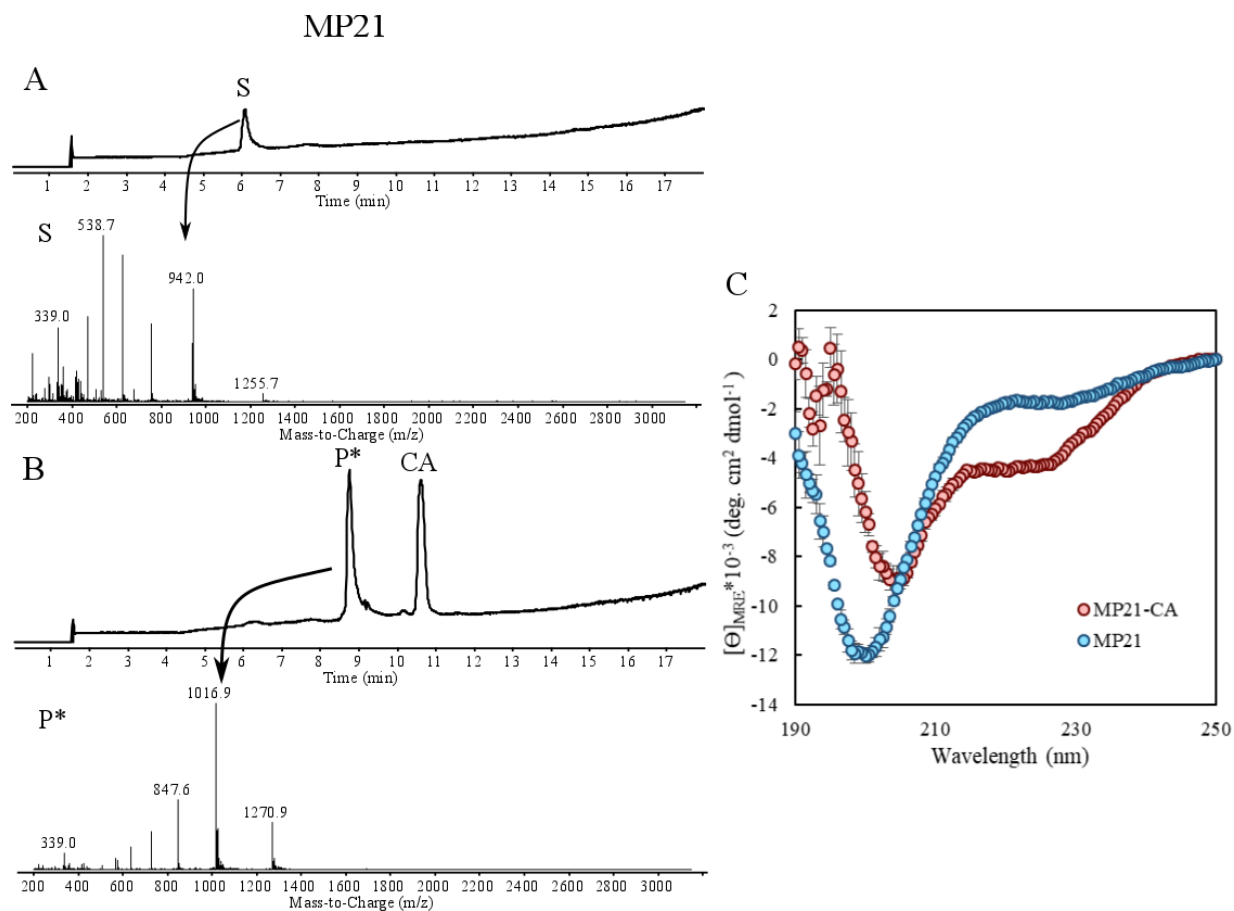 MP21
A
S
1 2 3 4 5 6 7 8 9 10 11 12 13 14 15 16 17
Time (min)
S
538.7
942.0
339.0
1255.7
200 400 600 800 1000 1200 1400 1600 1800 2000 2200 2400 2600 2800 3000
Mass-to-Charge (m/z)
B
P*
CA
1 2 3 4 5 6 7 8 9 10 11 12 13 14 15 16 17
Time (min)
P*
1016.9
847.6
1270.9
339.0
200 400 600 800 1000 1200 1400 1600 1800 2000 2200 2400 2600 2800 3000
Mass-to-Charge (m/z)
C
2
0
-2
-4
-6
-8
-10
-12
-14
[Θ]MRE*10-3 (deg. cm2 dmol-1)
MP21-CA
MP21
190 210 230 250
Wavelength (nm)